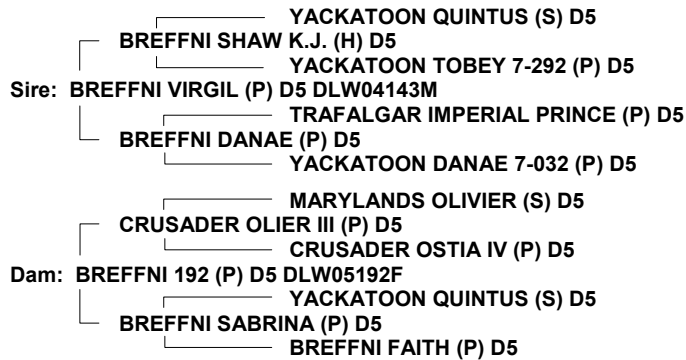 YACKATOON QUINTUS (S) D5
BREFFNI SHAW K.J. (H) D5
YACKATOON TOBEY 7-292 (P) D5
Sire: BREFFNI VIRGIL (P) D5 DLW04143M
TRAFALGAR IMPERIAL PRINCE (P) D5
BREFFNI DANAE (P) D5
YACKATOON DANAE 7-032 (P) D5
MARYLANDS OLIVIER (S) D5
CRUSADER OLIER III (P) D5
CRUSADER OSTIA IV (P) D5
Dam: BREFFNI 192 (P) D5 DLW05192F
YACKATOON QUINTUS (S) D5
BREFFNI SABRINA (P) D5
BREFFNI FAITH (P) D5